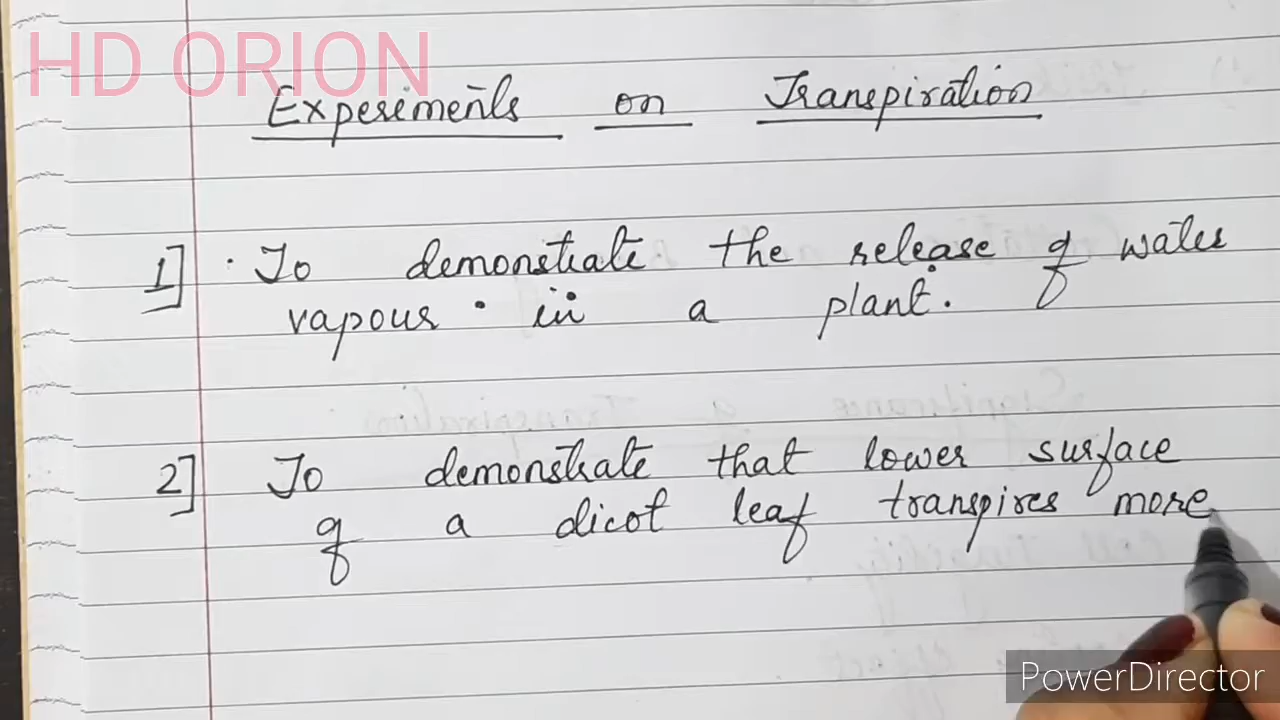 HD ORION
Experiments on Transpiration
1] To demonstrate the release of water
vapour in a plant.
2] To demonstrate that lower surface
of a dicot leaf transpires more
PowerDirector